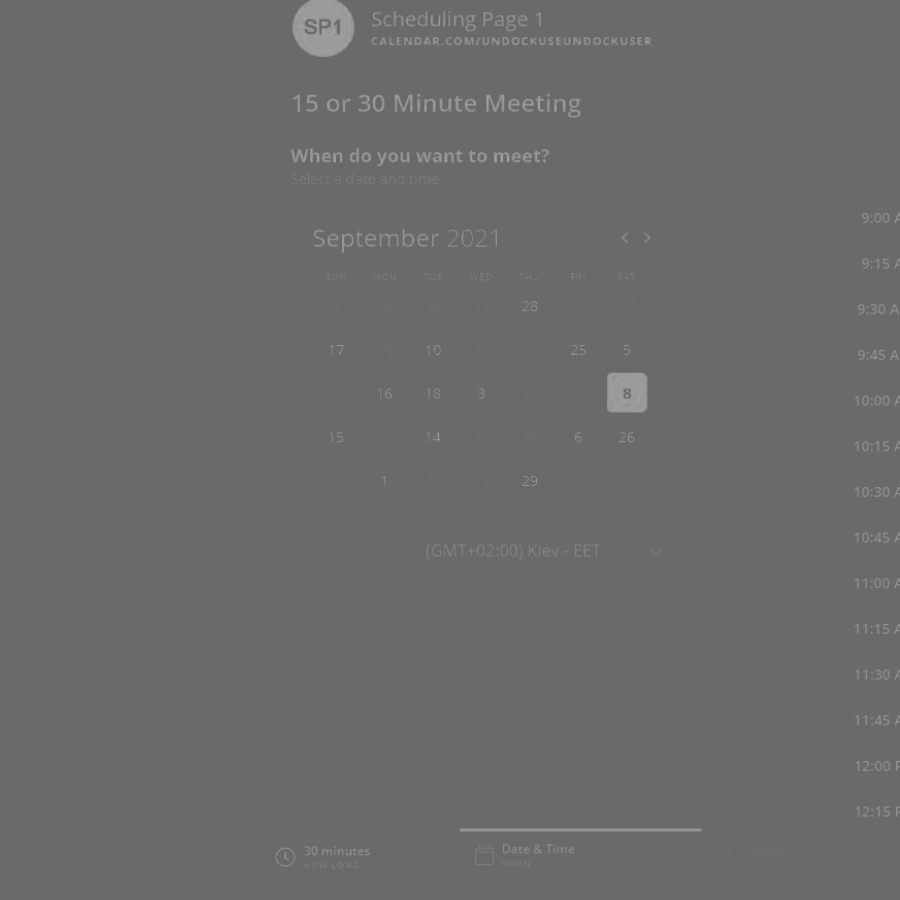 SP1
Scheduling Page 1
CALENDAR.COM/UNDOCKUSEUNDOCKUSER
15 or 30 Minute Meeting
When do you want to meet?
Select a date and time
September 2021
SUN MON TUE WED THU FRI SAT
28
17 10 25 5
16 18 3 8
15 14 6 26
1 29
(GMT+02:00) Kiev - EET
9:00 A
9:15 A
9:30 A
9:45 A
10:00 A
10:15 A
10:30 A
10:45 A
11:00 A
11:15 A
11:30 A
11:45 A
12:00 P
12:15 P
30 minutes
HOW LONG
Date & Time
WHEN